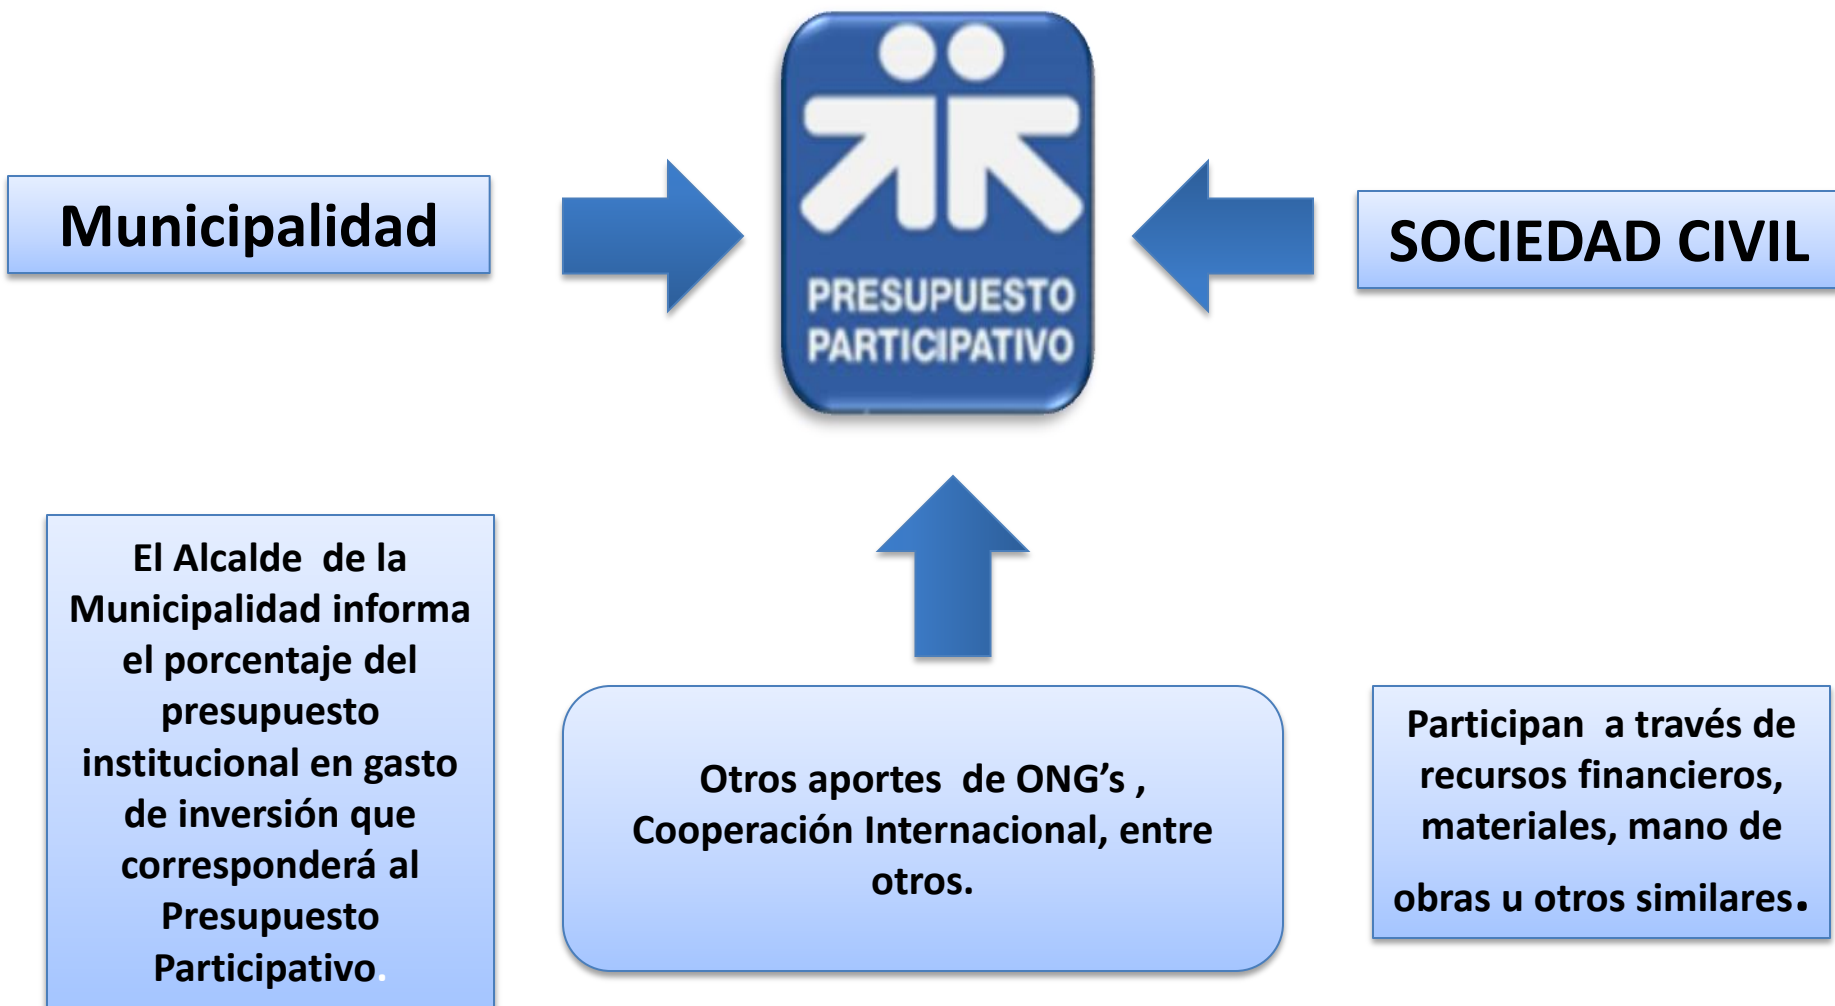 Municipalidad
PRESUPUESTO
PARTICIPATIVO
SOCIEDAD CIVIL
El Alcalde  de la
Municipalidad informa
el porcentaje del
presupuesto
institucional en gasto
de inversión que
corresponderá al
Presupuesto
Participativo.
Otros aportes  de ONG’s ,
Cooperación Internacional, entre
otros.
Participan  a través de
recursos financieros,
materiales, mano de
obras u otros similares.